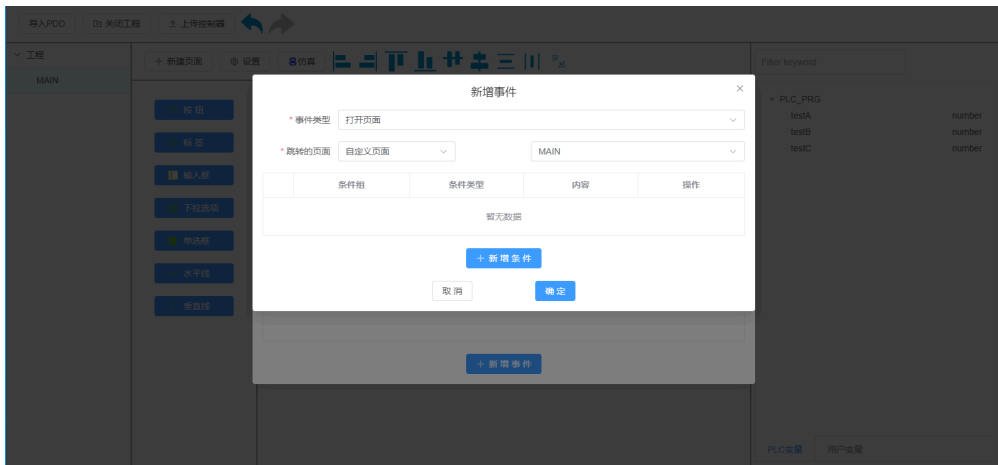 导入POU 关闭工程 上传控制器
工程
MAIN
+ 新建页面 设置 仿真
Filter keyword
按钮
标签
输入框
下拉选项
单选框
水平线
垂直线
新增事件 ×
* 事件类型 打开页面
* 跳转的页面 自定义页面 MAIN
条件组 条件类型 内容 操作
暂无数据
+ 新增条件
取消 确定
+ 新增事件
PLC_PRG
testA number
testB number
testC number
PLC变量 用户变量